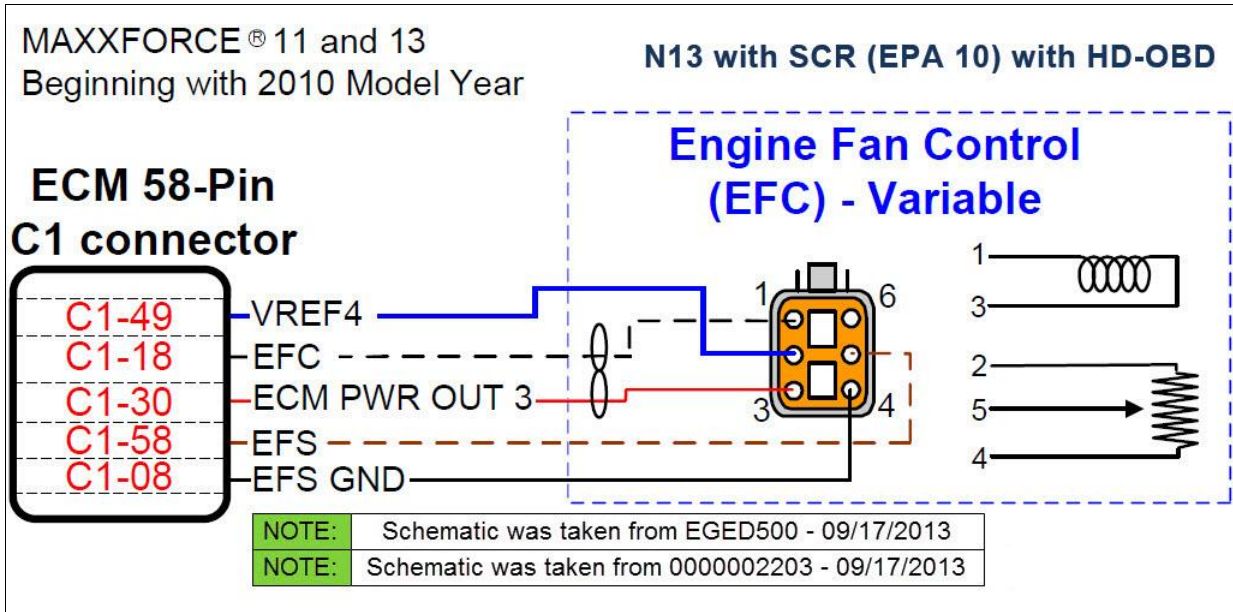 MAXXFORCE ® 11 and 13
Beginning with 2010 Model Year
N13 with SCR (EPA 10) with HD-OBD
Engine Fan Control
(EFC) - Variable
ECM 58-Pin
C1 connector
C1-49 VREF4
C1-18 EFC
C1-30 ECM PWR OUT 3
C1-58 EFS
C1-08 EFS GND
1 6
3 4
1
3
2
5
4
NOTE: Schematic was taken from EGED500 - 09/17/2013
NOTE: Schematic was taken from 0000002203 - 09/17/2013